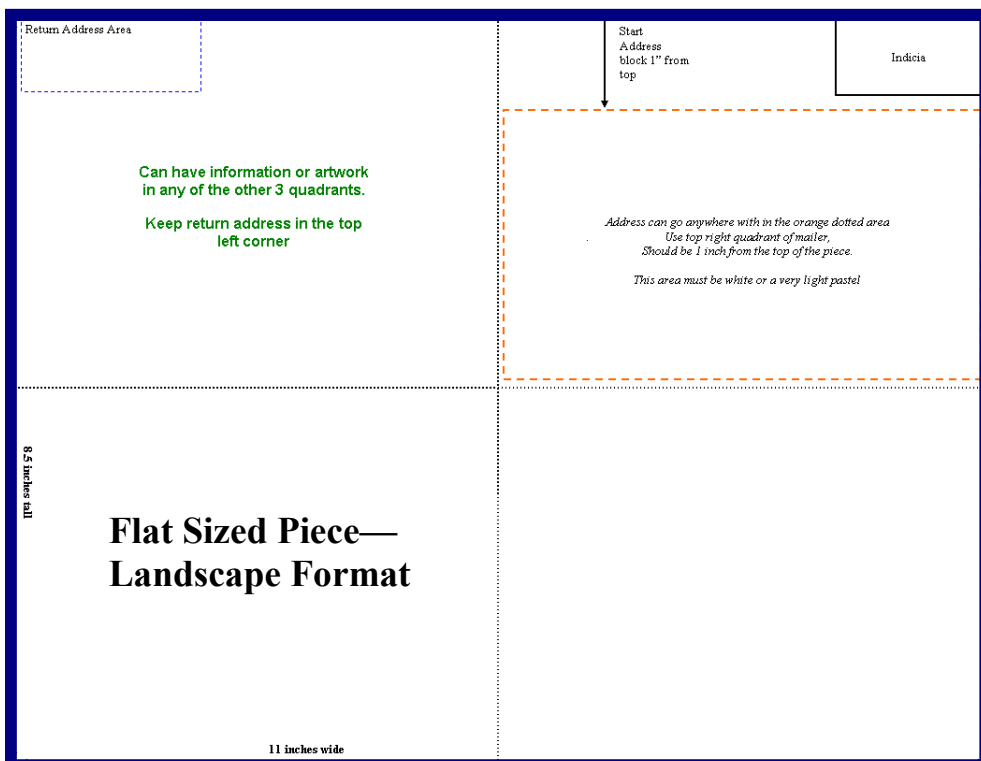 Return Address Area
Start
Address
block 1” from
top
Indicia
Can have information or artwork
in any of the other 3 quadrants.
Keep return address in the top
left corner
Address can go anywhere with in the orange dotted area
Use top right quadrant of mailer,
Should be 1 inch from the top of the piece.
This area must be white or a very light pastel
8.5 inches tall
Flat Sized Piece—
Landscape Format
11 inches wide